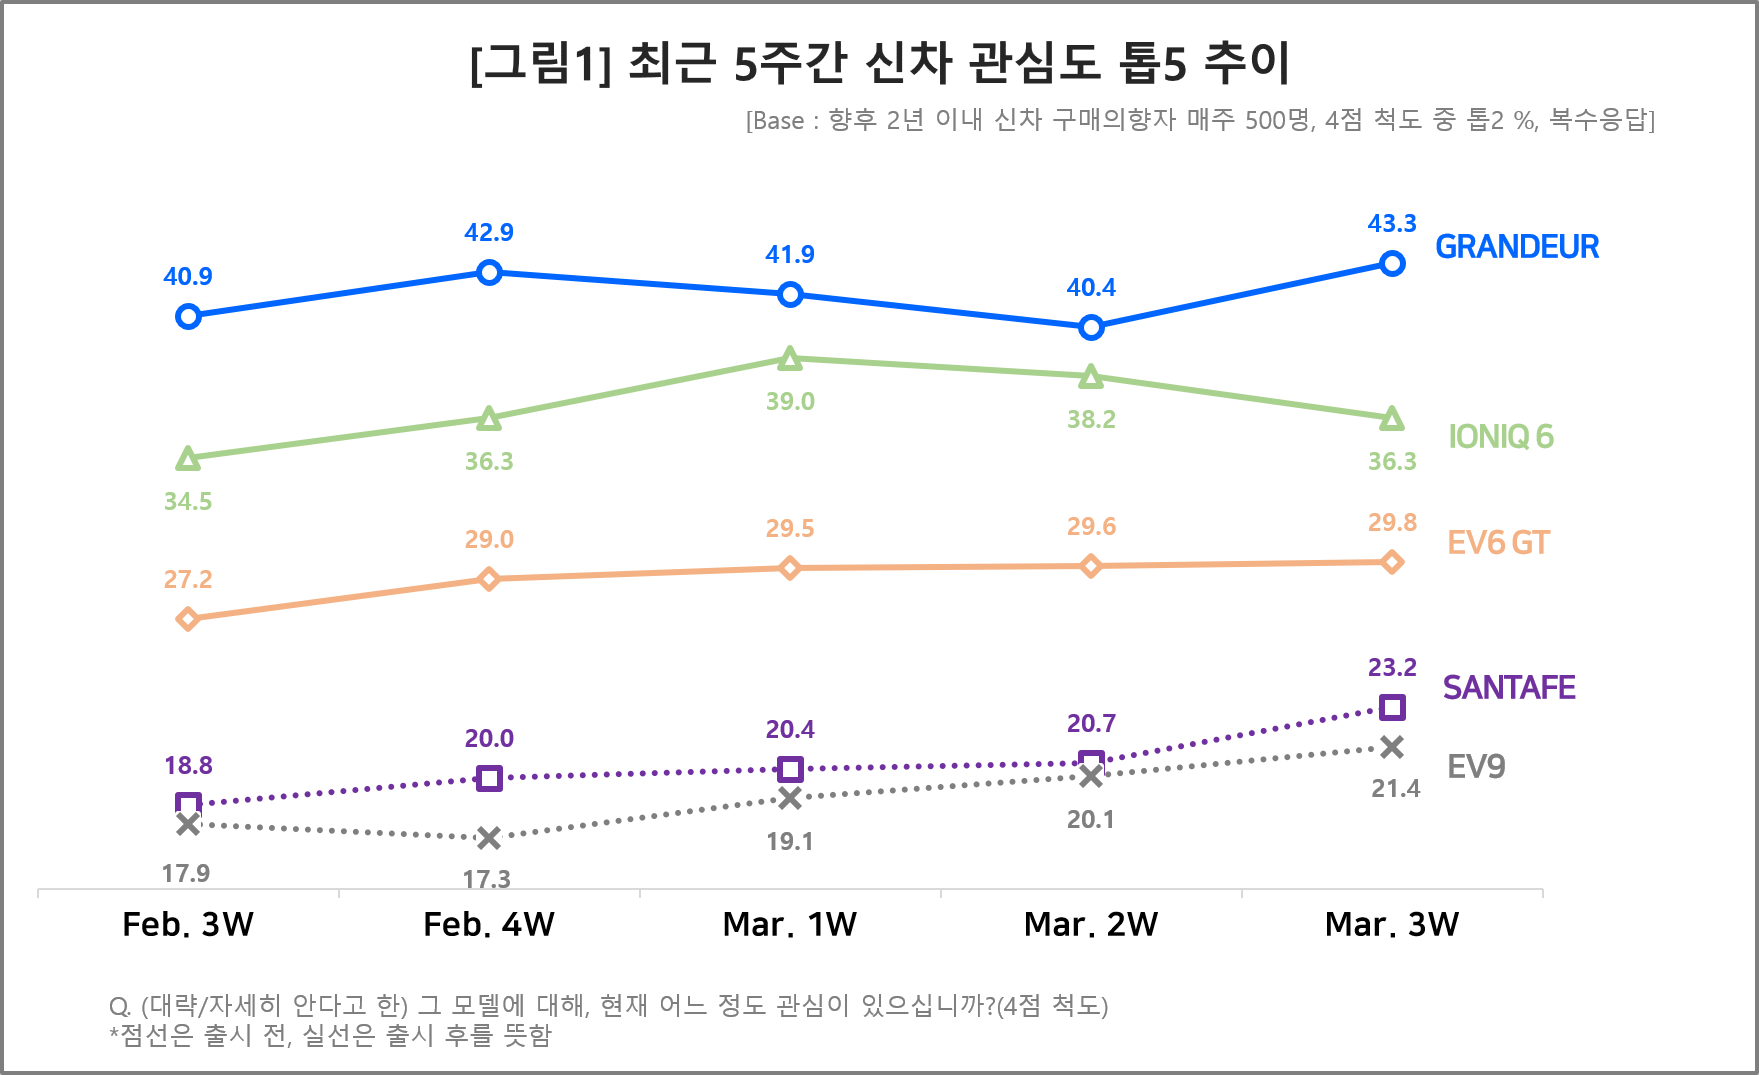 [그림1] 최근 5주간 신차 관심도 톱5 추이
[Base : 향후 2년 이내 신차 구매의향자 매주 500명, 4점 척도 중 톱2 %, 복수응답]
40.9 42.9 41.9 40.4 43.3 GRANDEUR
34.5 36.3 39.0 38.2 36.3 IONIQ 6
27.2 29.0 29.5 29.6 29.8 EV6 GT
18.8 20.0 20.4 20.7 23.2 SANTAFE
17.9 17.3 19.1 20.1 21.4 EV9
Feb. 3W Feb. 4W Mar. 1W Mar. 2W Mar. 3W
Q. (대략/자세히 안다고 한) 그 모델에 대해, 현재 어느 정도 관심이 있으십니까?(4점 척도)
*점선은 출시 전, 실선은 출시 후를 뜻함